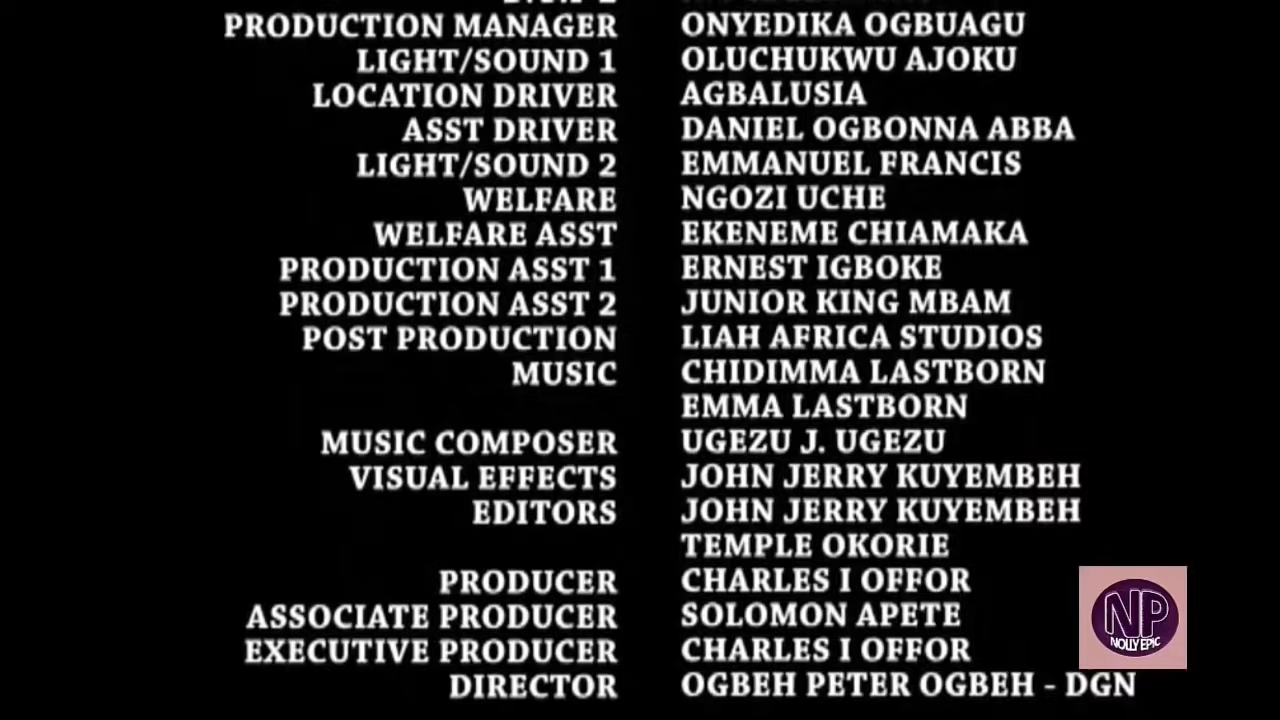 PRODUCTION MANAGER ONYEDIKA OGBUAGU
LIGHT/SOUND 1 OLUCHUKWU AJOKU
LOCATION DRIVER AGBALUSIA
ASST DRIVER DANIEL OGBONNA ABBA
LIGHT/SOUND 2 EMMANUEL FRANCIS
WELFARE NGOZI UCHE
WELFARE ASST EKENEME CHIAMAKA
PRODUCTION ASST 1 ERNEST IGBOKE
PRODUCTION ASST 2 JUNIOR KING MBAM
POST PRODUCTION LIAH AFRICA STUDIOS
MUSIC CHIDIMMA LASTBORN
EMMA LASTBORN
MUSIC COMPOSER UGEZU J. UGEZU
VISUAL EFFECTS JOHN JERRY KUYEMBEH
EDITORS JOHN JERRY KUYEMBEH
TEMPLE OKORIE
PRODUCER CHARLES I OFFOR
ASSOCIATE PRODUCER SOLOMON APETE
EXECUTIVE PRODUCER CHARLES I OFFOR
DIRECTOR OGBEH PETER OGBEH - DGN
NP
NOLLY EPIC